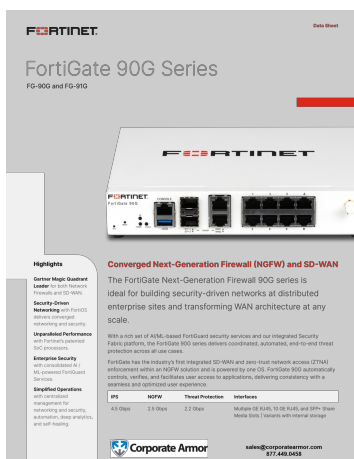 FORTINET
Data Sheet
FortiGate 90G Series
FG-90G and FG-91G
FORTINET
FORTINET
FortiGate 90G
CONSOLE
Highlights
Gartner Magic Quadrant
Leader for both Network
Firewalls and SD-WAN.
Security-Driven
Networking with FortiOS
delivers converged
networking and security.
Unparalleled Performance
with Fortinet's patented
SoC processors.
Enterprise Security
with consolidated AI /
ML-powered FortiGuard
Services.
Simplified Operations
with centralized
management for
networking and security,
automation, deep analytics,
and self-healing.
Converged Next-Generation Firewall (NGFW) and SD-WAN
The FortiGate Next-Generation Firewall 90G series is
ideal for building security-driven networks at distributed
enterprise sites and transforming WAN architecture at any
scale.
With a rich set of AI/ML-based FortiGuard security services and our integrated Security
Fabric platform, the FortiGate 90G series delivers coordinated, automated, end-to-end threat
protection across all use cases.
FortiGate has the industry's first integrated SD-WAN and zero-trust network access (ZTNA)
enforcement within an NGFW solution and is powered by one OS. FortiGate 90G automatically
controls, verifies, and facilitates user access to applications, delivering consistency with a
seamless and optimized user experience.
IPS NGFW Threat Protection Interfaces
4.5 Gbps 2.5 Gbps 2.2 Gbps Multiple GE RJ45, 10 GE RJ45, and SFP+ Share
Media Slots | Variants with internal storage
Corporate Armor
sales@corporatearmor.com
877.449.0458